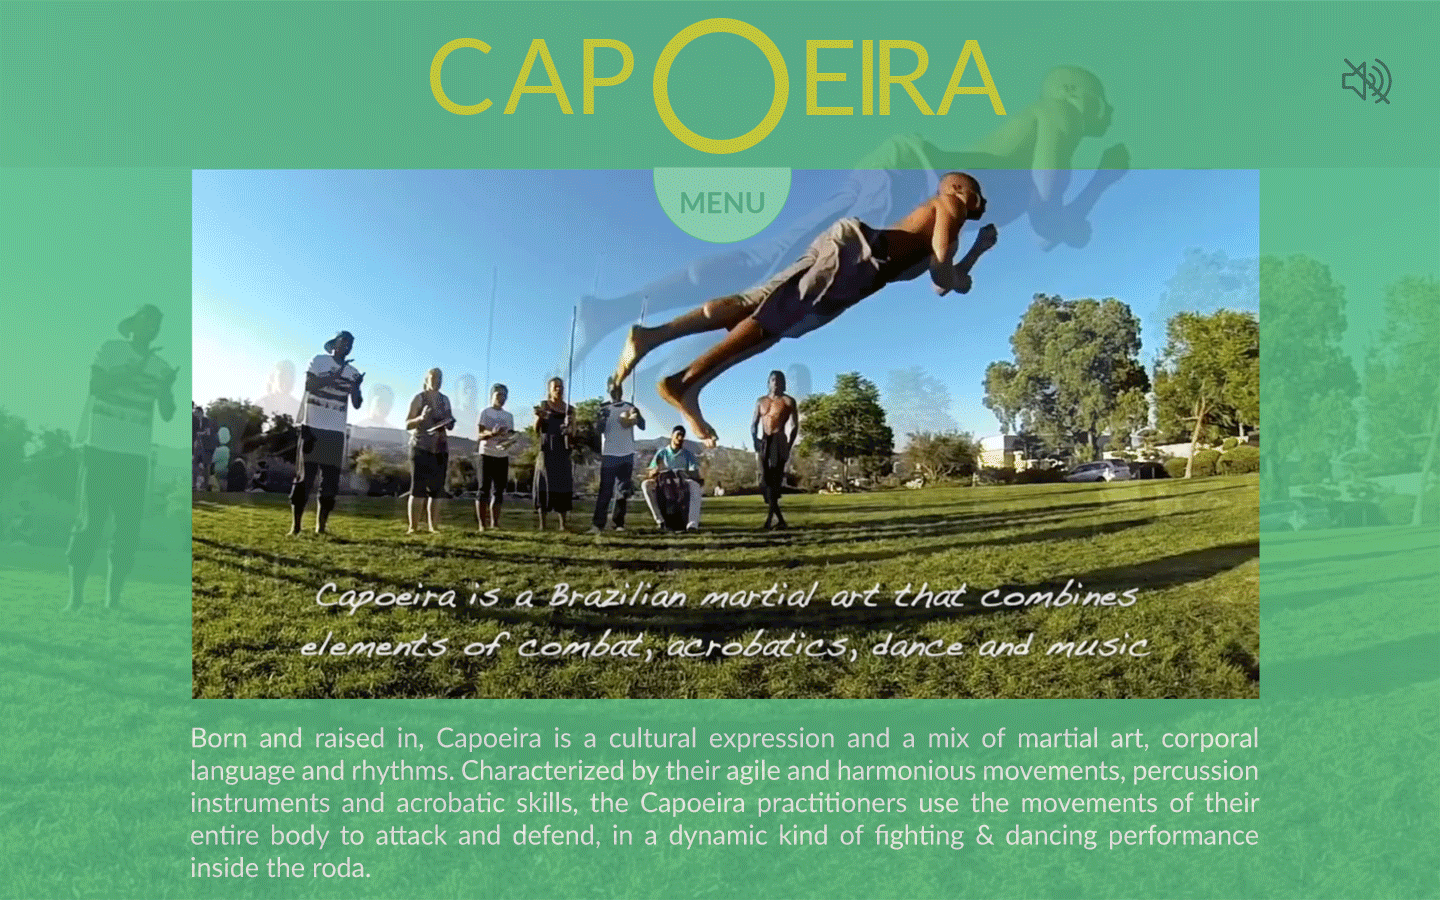 CAPOEIRA
MENU
Capoeira is a Brazilian martial art that combines
elements of combat, acrobatics, dance and music
Born and raised in, Capoeira is a cultural expression and a mix of martial art, corporal
language and rhythms. Characterized by their agile and harmonious movements, percussion
instruments and acrobatic skills, the Capoeira practitioners use the movements of their
entire body to attack and defend, in a dynamic kind of fighting & dancing performance
inside the roda.